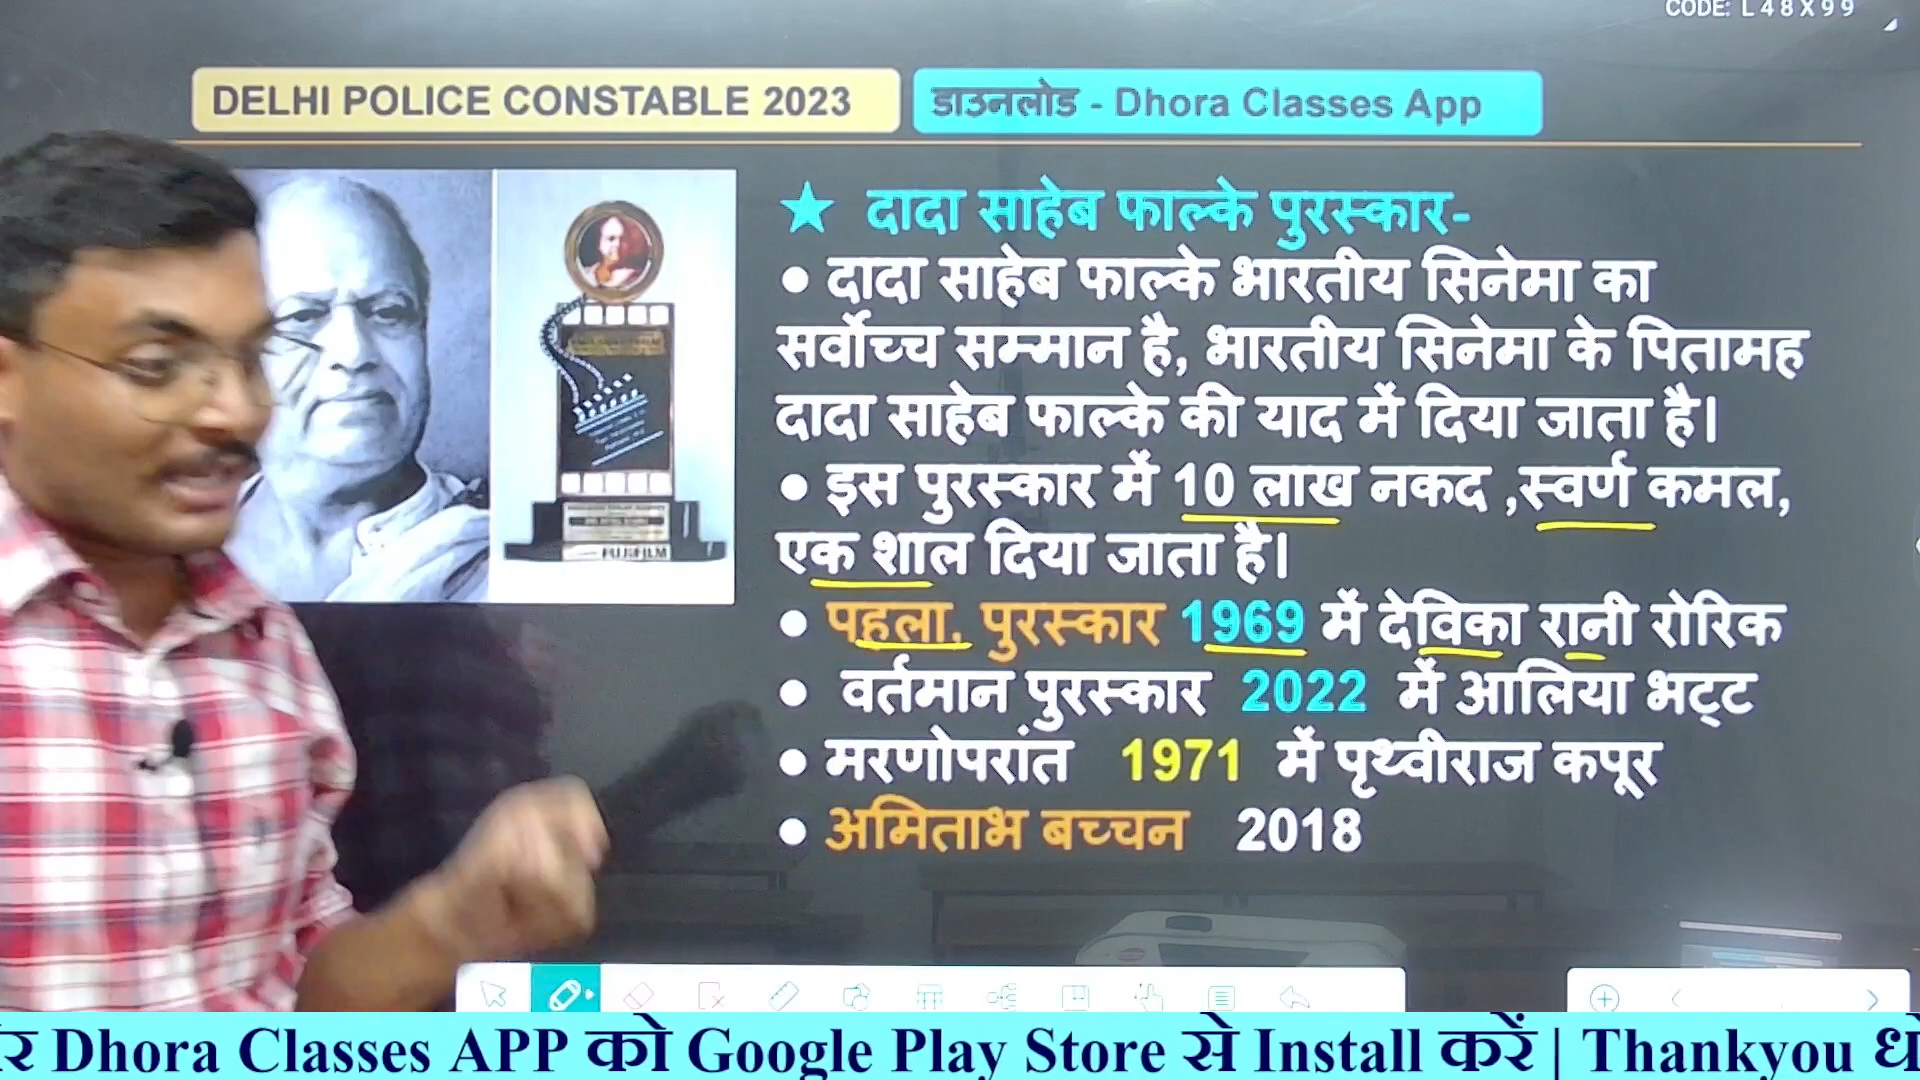 CODE: L48X99
DELHI POLICE CONSTABLE 2023
डाउनलोड - Dhora Classes App
★ दादा साहेब फाल्के पुरस्कार-
● दादा साहेब फाल्के भारतीय सिनेमा का
सर्वोच्च सम्मान है, भारतीय सिनेमा के पितामह
दादा साहेब फाल्के की याद में दिया जाता है।
● इस पुरस्कार में 10 लाख नकद ,स्वर्ण कमल,
एक शाल दिया जाता है।
● पहला. पुरस्कार 1969 में देविका रानी रोरिक
● वर्तमान पुरस्कार 2022 में आलिया भट्ट
● मरणोपरांत 1971 में पृथ्वीराज कपूर
● अमिताभ बच्चन 2018
FUJIFILM
Dhora Classes APP को Google Play Store से Install करें | Thankyou